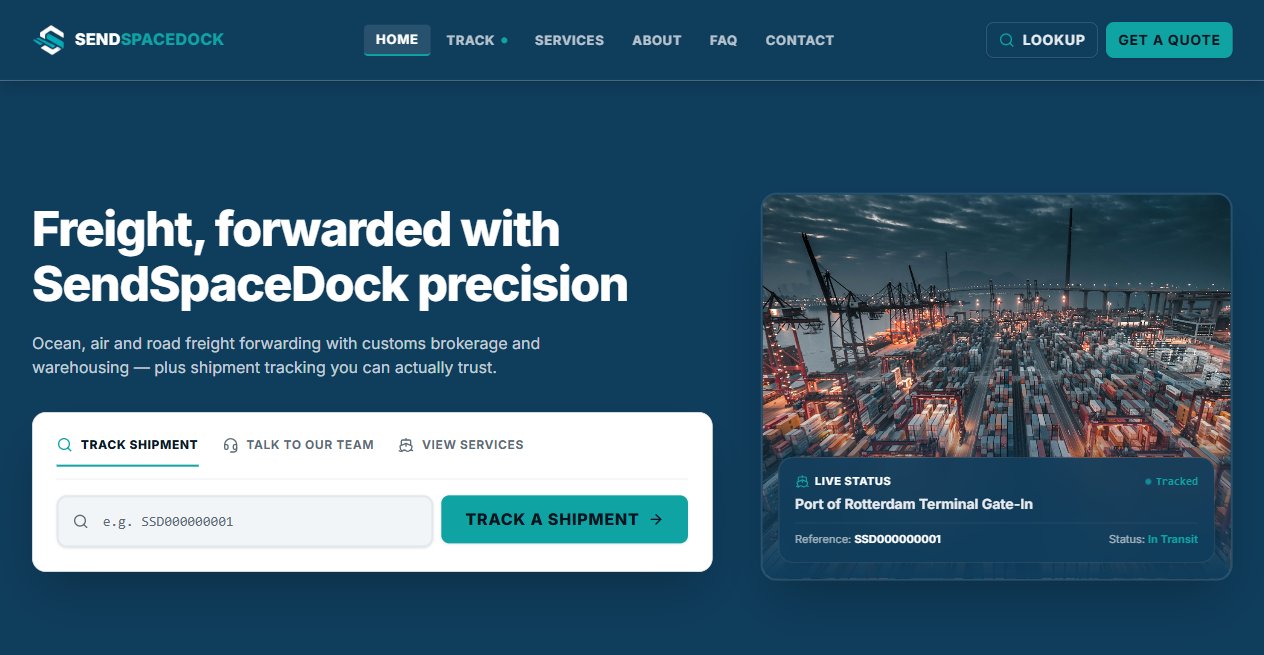 SENDSPACEDOCK
HOME
TRACK
SERVICES
ABOUT
FAQ
CONTACT
LOOKUP
GET A QUOTE
Freight, forwarded with
SendSpaceDock precision
Ocean, air and road freight forwarding with customs brokerage and
warehousing — plus shipment tracking you can actually trust.
TRACK SHIPMENT
TALK TO OUR TEAM
VIEW SERVICES
e.g. SSD000000001
TRACK A SHIPMENT →
LIVE STATUS
Tracked
Port of Rotterdam Terminal Gate-In
Reference: SSD000000001
Status: In Transit